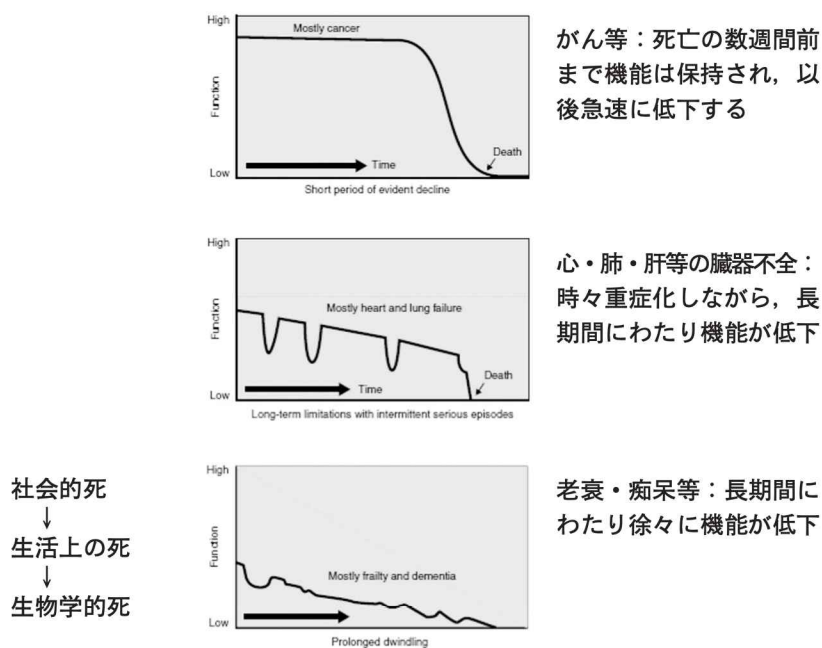 High
Mostly cancer
Function
Death
Time
Low
Short period of evident decline
がん等：死亡の数週間前
まで機能は保持され，以
後急速に低下する
High
Mostly heart and lung failure
Function
Death
Time
Low
Long-term limitations with intermittent serious episodes
心・肺・肝等の臓器不全：
時々重症化しながら，長
期間にわたり機能が低下
社会的死
↓
生活上の死
↓
生物学的死
High
Function
Mostly frailty and dementia
Low
Prolonged dwindling
老衰・痴呆等：長期間に
わたり徐々に機能が低下